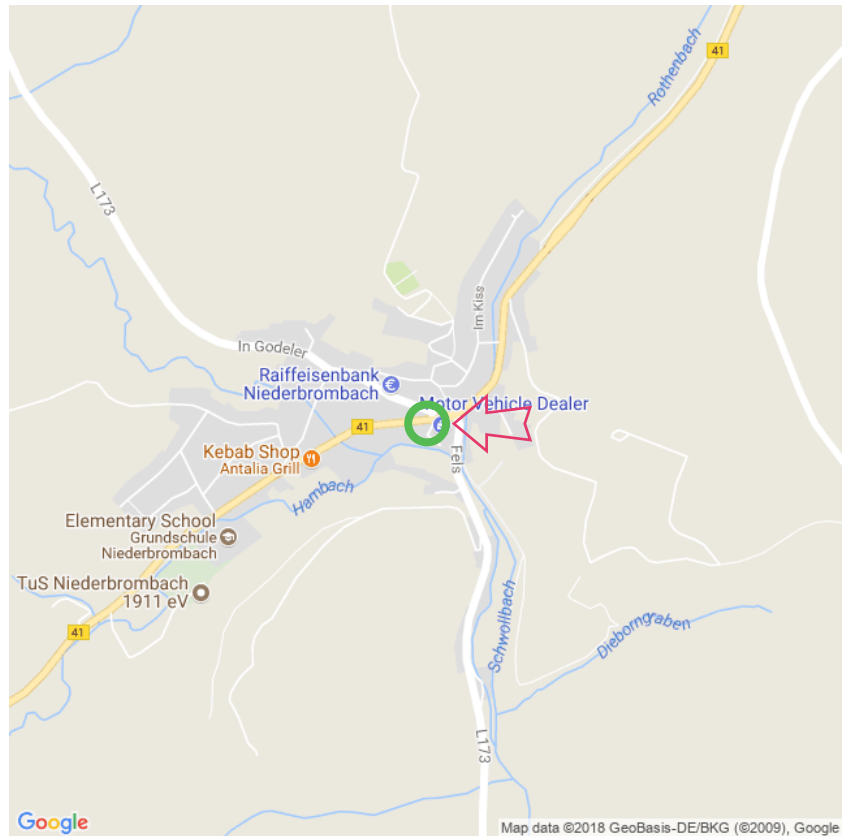 41
Rothenbach
L173
Im Kiss
In Godeler
Raiffeisenbank
Niederbrombach
Motor Vehicle Dealer
41
Kebab Shop
Antalia Grill
Fels
Hambach
Elementary School
Grundschule
Niederbrombach
TuS Niederbrombach
1911 eV
Schwollbach
Dieborngraben
41
L173
Google
Map data ©2018 GeoBasis-DE/BKG (©2009), Google